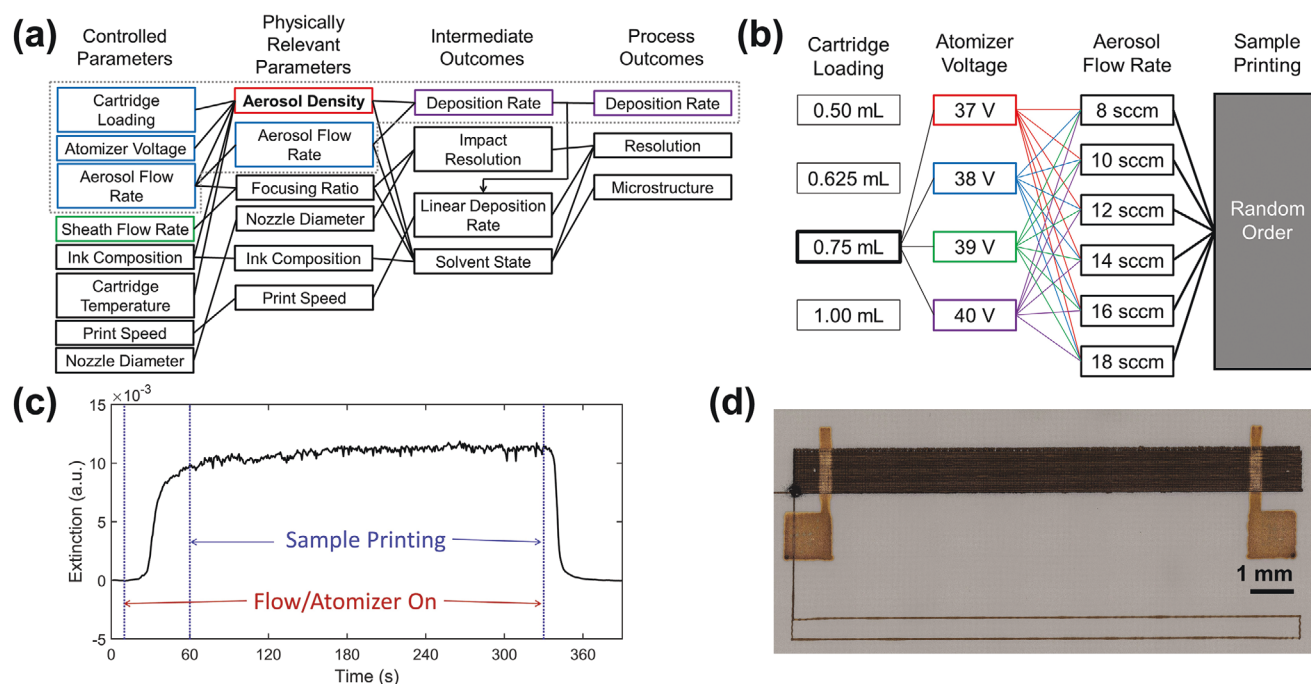 (a)
Controlled
Parameters
Physically
Relevant
Parameters
Intermediate
Outcomes
Process
Outcomes
Cartridge
Loading
Atomizer Voltage
Aerosol Flow
Rate
Sheath Flow Rate
Ink Composition
Cartridge
Temperature
Print Speed
Nozzle Diameter
Aerosol Density
Aerosol Flow
Rate
Focusing Ratio
Nozzle Diameter
Ink Composition
Print Speed
Deposition Rate
Impact
Resolution
Linear Deposition
Rate
Solvent State
Deposition Rate
Resolution
Microstructure
(b)
Cartridge
Loading
Atomizer
Voltage
Aerosol
Flow Rate
Sample
Printing
0.50 mL
0.625 mL
0.75 mL
1.00 mL
37 V
38 V
39 V
40 V
8 sccm
10 sccm
12 sccm
14 sccm
16 sccm
18 sccm
Random
Order
(c)
×10⁻³
15
10
5
0
-5
Extinction (a.u.)
Sample Printing
Flow/Atomizer On
0 60 120 180 240 300 360
Time (s)
(d)
1 mm